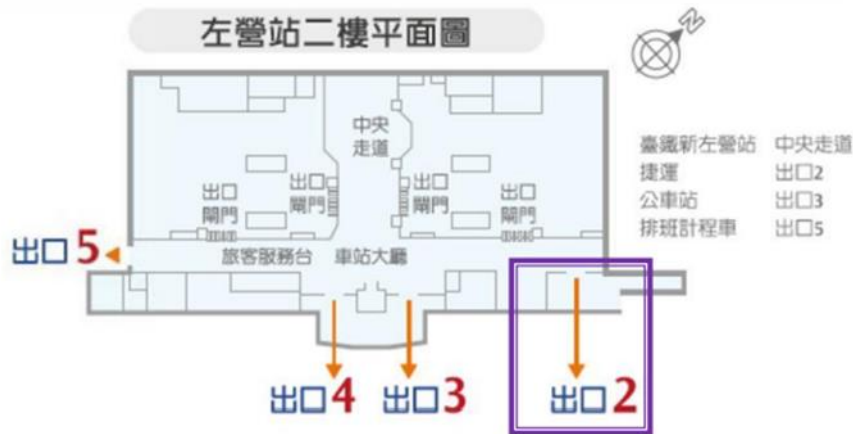 左營站二樓平面圖
N
中央
走道
臺鐵新左營站 中央走道
捷運 出口2
公車站 出口3
排班計程車 出口5
出口
閘門
出口
閘門
出口
閘門
出口
閘門
出口5
旅客服務台 車站大廳
出口4
出口3
出口2